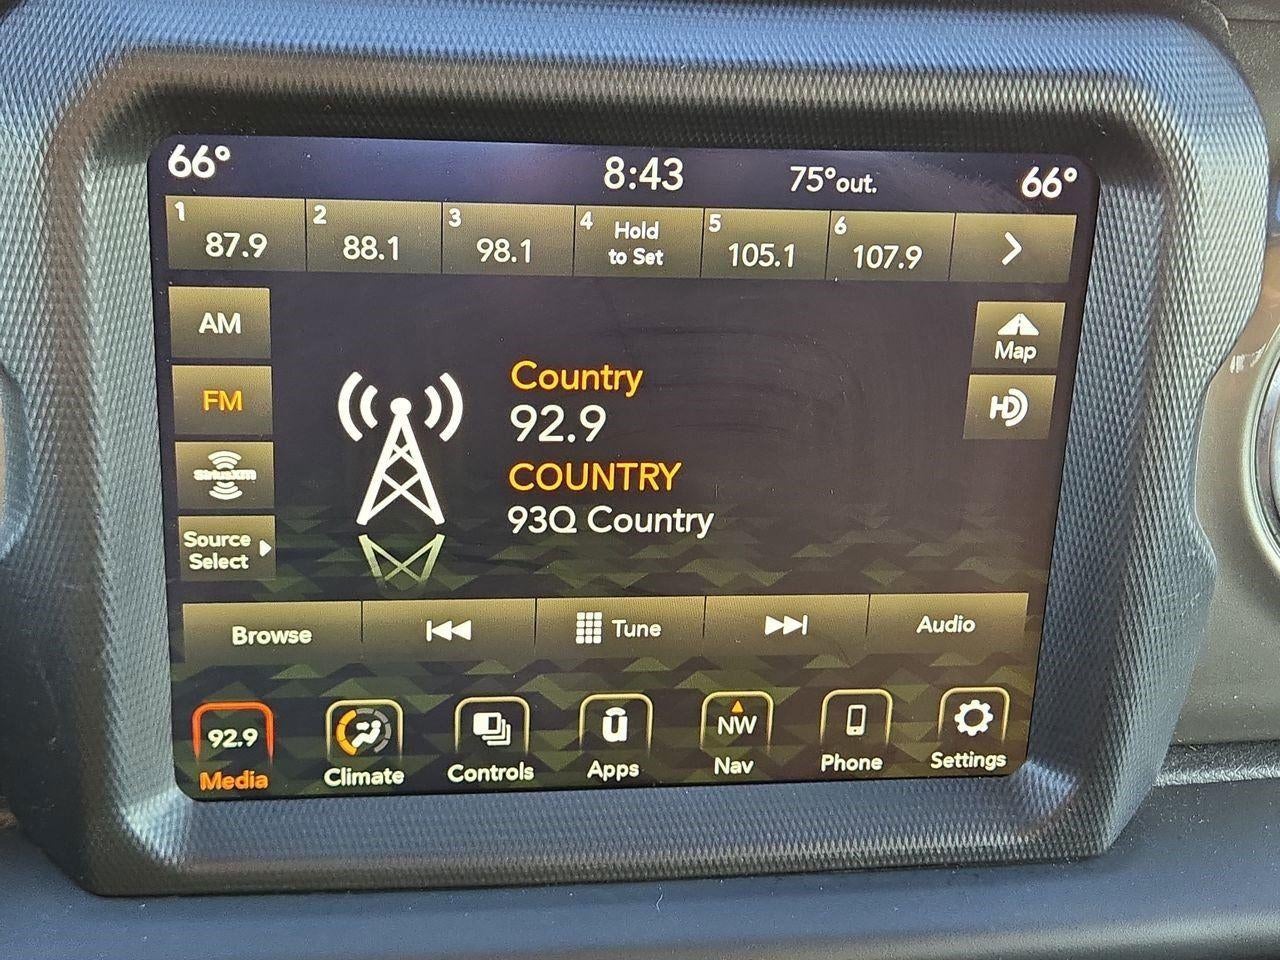 66° 8:43 75°out. 66°
1 87.9 2 88.1 3 98.1 4 Hold to Set 5 105.1 6 107.9
AM
Map
FM
HD
Country
92.9
COUNTRY
93Q Country
SiriusXM
Source
Select
Browse Tune Audio
92.9 NW
Media Climate Controls Apps Nav Phone Settings